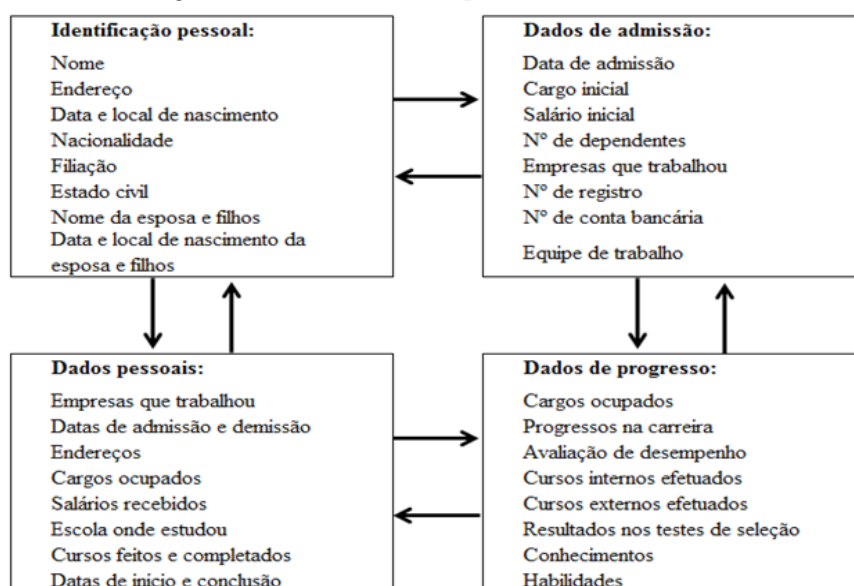 Identificação pessoal:
Nome
Endereço
Data e local de nascimento
Nacionalidade
Filiação
Estado civil
Nome da esposa e filhos
Data e local de nascimento da
esposa e filhos
Dados de admissão:
Data de admissão
Cargo inicial
Salário inicial
Nº de dependentes
Empresas que trabalhou
Nº de registro
Nº de conta bancária
Equipe de trabalho
Dados pessoais:
Empresas que trabalhou
Datas de admissão e demissão
Endereços
Cargos ocupados
Salários recebidos
Escola onde estudou
Cursos feitos e completados
Datas de inicio e conclusão
Dados de progresso:
Cargos ocupados
Progressos na carreira
Avaliação de desempenho
Cursos internos efetuados
Cursos externos efetuados
Resultados nos testes de seleção
Conhecimentos
Habilidades